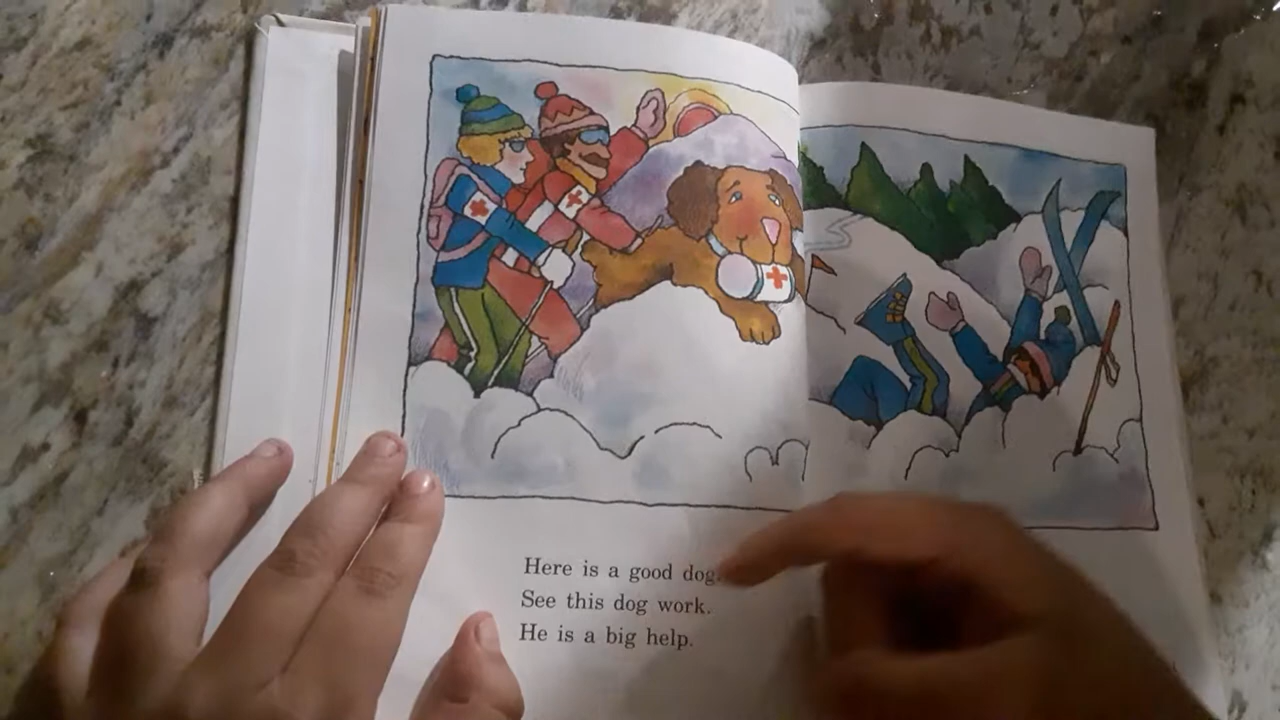 Here is a good dog.
See this dog work.
He is a big help.